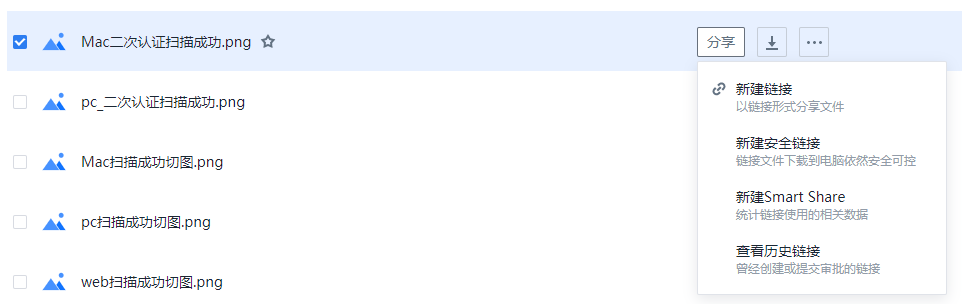 Mac二次认证扫描成功.png
分享
新建链接
以链接形式分享文件
pc_二次认证扫描成功.png
新建安全链接
链接文件下载到电脑依然安全可控
Mac扫描成功切图.png
新建Smart Share
统计链接使用的相关数据
pc扫描成功切图.png
查看历史链接
曾经创建或提交审批的链接
web扫描成功切图.png